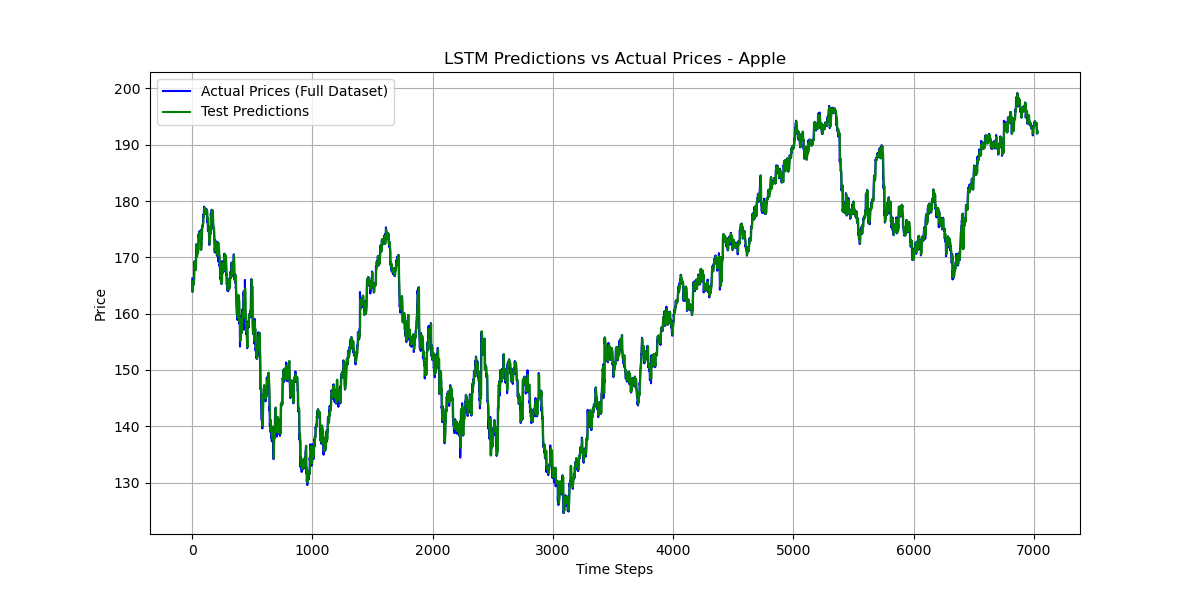 LSTM Predictions vs Actual Prices - Apple
Actual Prices (Full Dataset)
Test Predictions
200
190
180
170
160
150
140
130
Price
0 1000 2000 3000 4000 5000 6000 7000
Time Steps